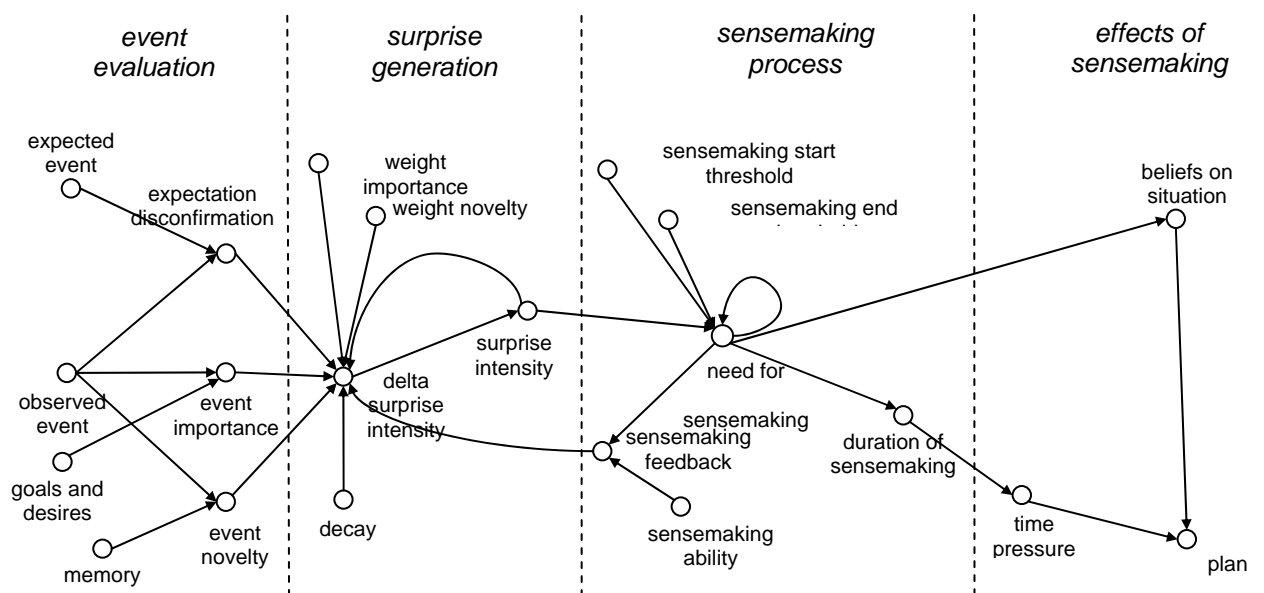 event
evaluation
surprise
generation
sensemaking
process
effects of
sensemaking
expected
event
expectation
disconfirmation
observed
event
event
importance
goals and
desires
event
novelty
memory
weight
importance
weight novelty
surprise
intensity
delta
surprise
intensity
decay
sensemaking start
threshold
sensemaking end
need for
sensemaking
sensemaking
feedback
sensemaking
ability
duration of
sensemaking
beliefs on
situation
time
pressure
plan